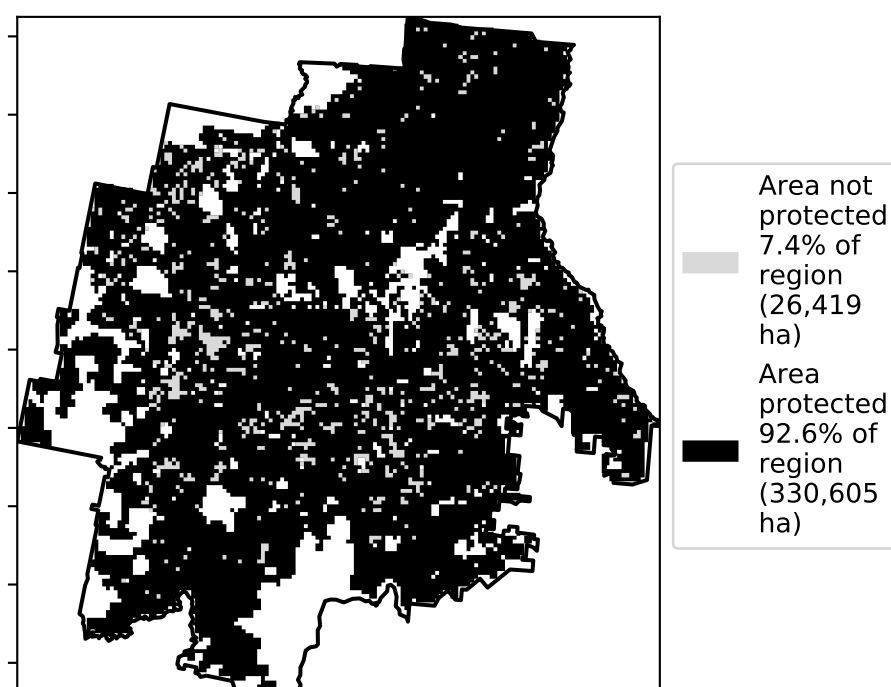 Area not
protected
7.4% of
region
(26,419
ha)
Area
protected
92.6% of
region
(330,605
ha)